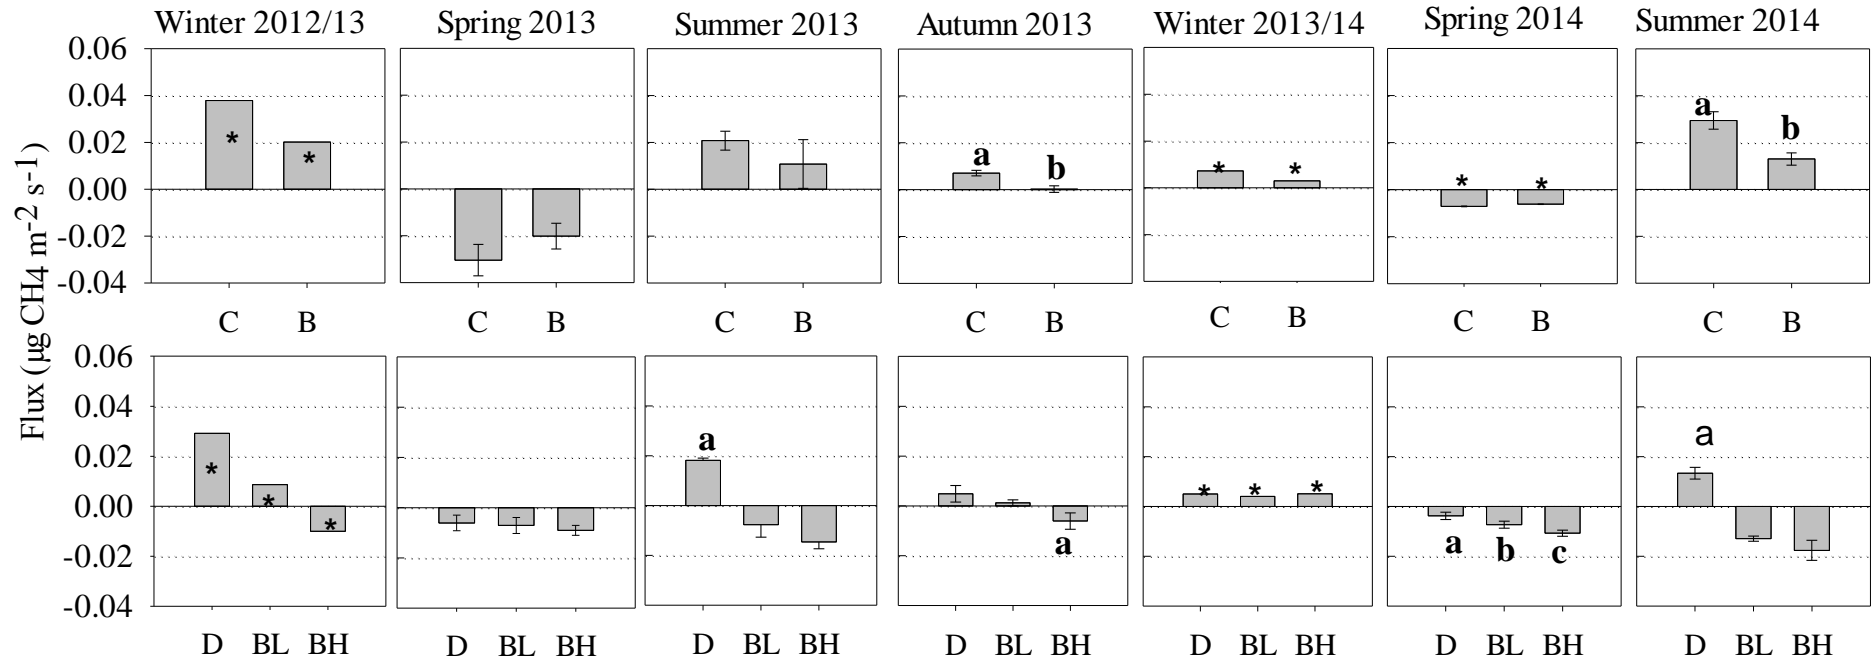 Winter 2012/13 Spring 2013 Summer 2013 Autumn 2013 Winter 2013/14 Spring 2014 Summer 2014
Flux (µg CH4 m-2 s-1)
0.06
0.04
0.02
0.00
-0.02
-0.04
* * a b * * * * a b
C B C B C B C B C B C B C B
0.06
0.04
0.02
0.00
-0.02
-0.04
* * * a a * * * a b c a
D BL BH D BL BH D BL BH D BL BH D BL BH D BL BH D BL BH